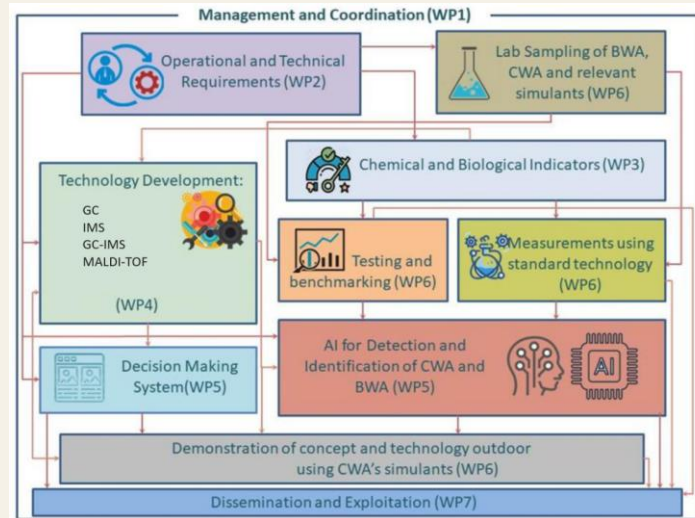 Management and Coordination (WP1)
Operational and Technical
Requirements (WP2)
Lab Sampling of BWA,
CWA and relevant
simulants (WP6)
Chemical and Biological Indicators (WP3)
Technology Development:
GC
IMS
GC-IMS
MALDI-TOF
(WP4)
Testing and
benchmarking (WP6)
Measurements using
standard technology
(WP6)
Decision Making
System(WP5)
AI for Detection and
Identification of CWA and
BWA (WP5)
AI
Demonstration of concept and technology outdoor
using CWA's simulants (WP6)
Dissemination and Exploitation (WP7)